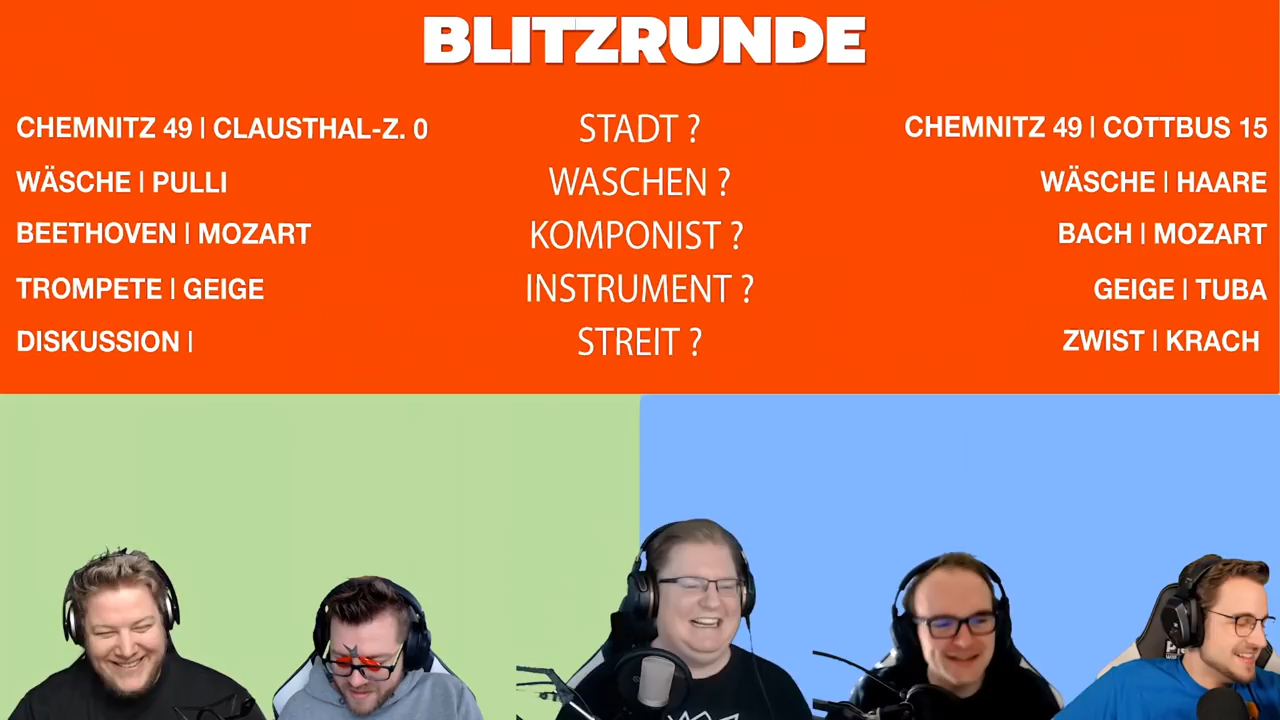 BLITZRUNDE
CHEMNITZ 49 | CLAUSTHAL-Z. 0 STADT ? CHEMNITZ 49 | COTTBUS 15
WÄSCHE | PULLI WASCHEN ? WÄSCHE | HAARE
BEETHOVEN | MOZART KOMPONIST ? BACH | MOZART
TROMPETE | GEIGE INSTRUMENT ? GEIGE | TUBA
DISKUSSION | STREIT ? ZWIST | KRACH